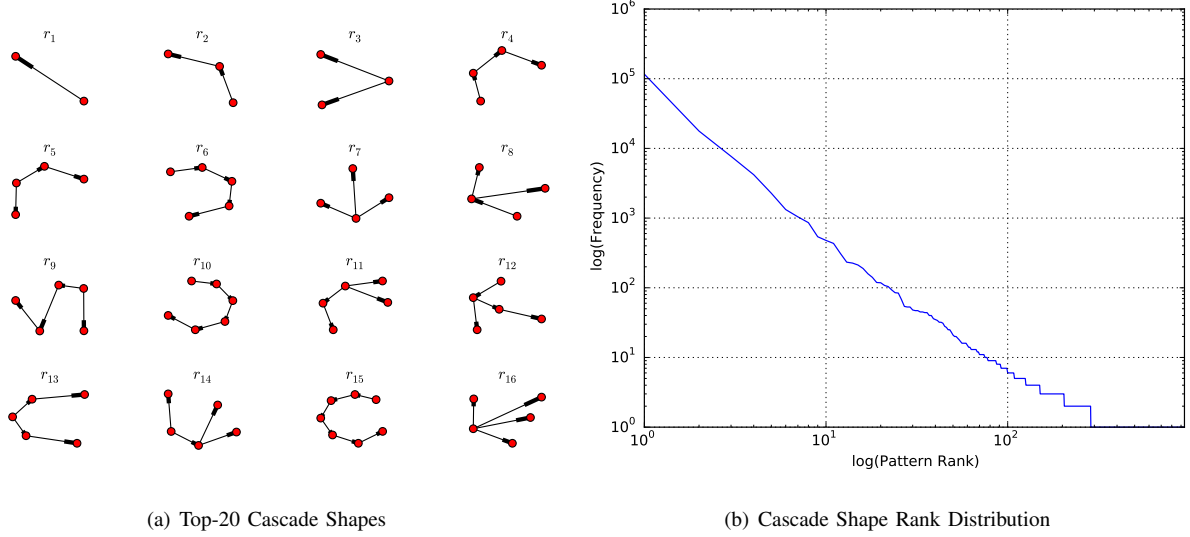 r1 r2 r3 r4
r5 r6 r7 r8
r9 r10 r11 r12
r13 r14 r15 r16
(a) Top-20 Cascade Shapes
10^6
10^5
10^4
10^3
10^2
10^1
10^0
log(Frequency)
10^0 10^1 10^2
log(Pattern Rank)
(b) Cascade Shape Rank Distribution